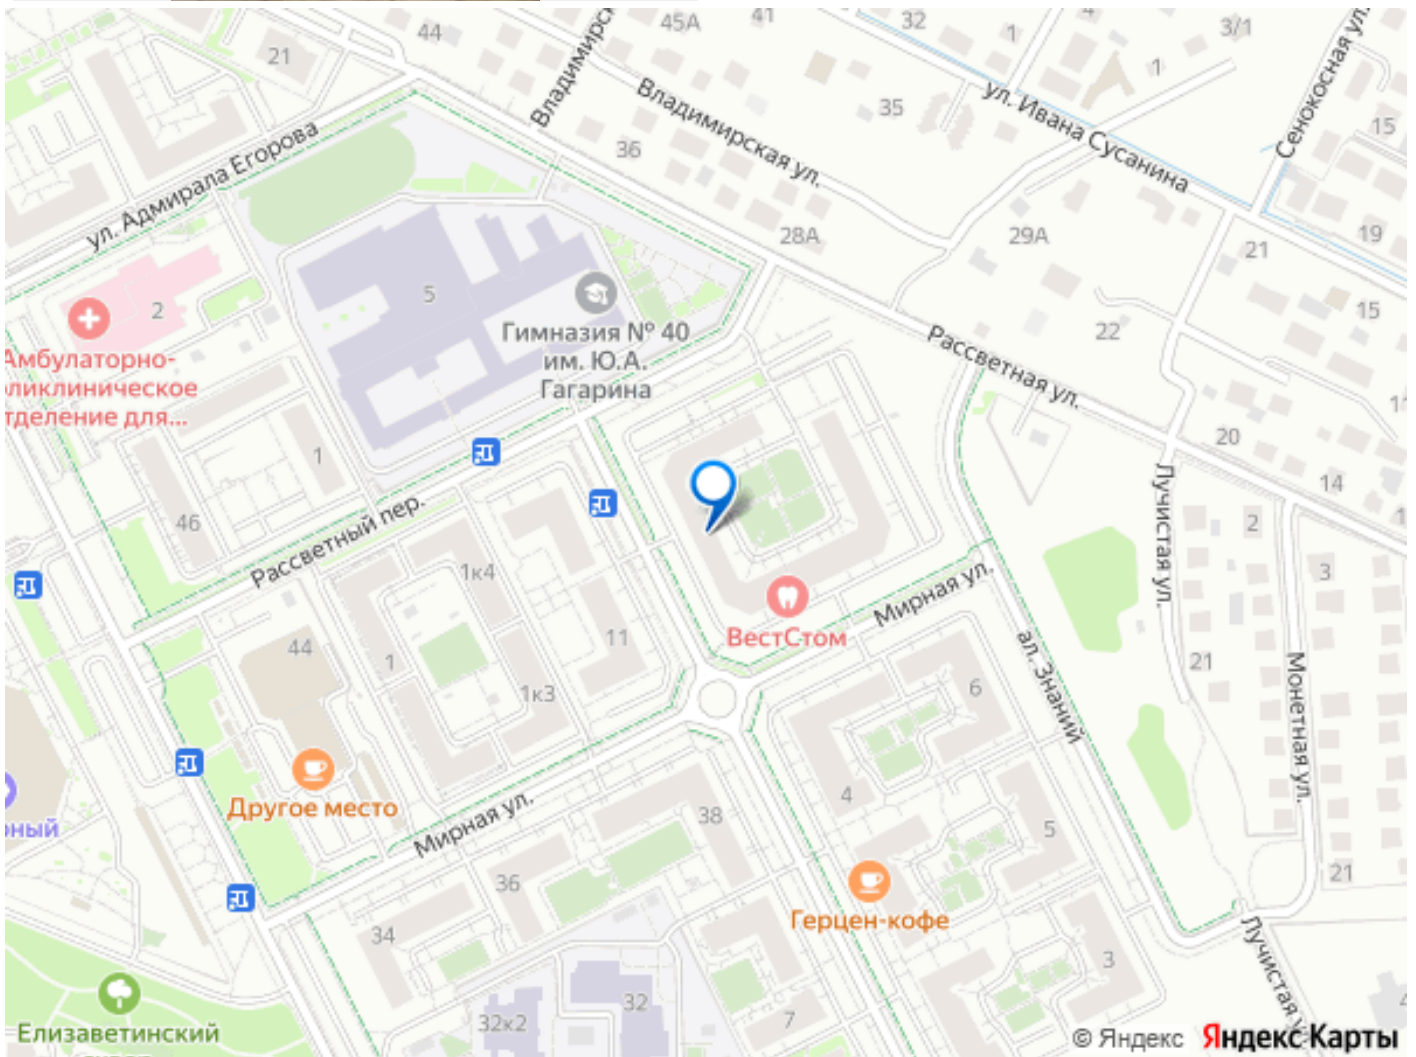 44
45А
41
32
1
4
3/1
21
Владимирск
Сенокосная ул.
1
Владимирская ул.
35
ул. Ивана Сусанина
15
ул. Адмирала Егорова
36
28А
29А
21
19
5
2
15
Гимназия № 40
им. Ю.А.
Гагарина
22
Амбулаторно-
оликлиническое
тделение для...
Рассветная ул.
1
20
14
46
Рассветный пер.
Лучистая ул.
2
1к4
3
Мирная ул.
11
ВестСтом
44
1
ал. Знаний
21
Монетная ул.
1к3
6
Другое место
Мирная ул.
4
38
5
ный
36
21
Герцен-кофе
34
3
Лучистая у
32
32к2
7
4
Елизаветинский
© Яндекс Яндекс Карты